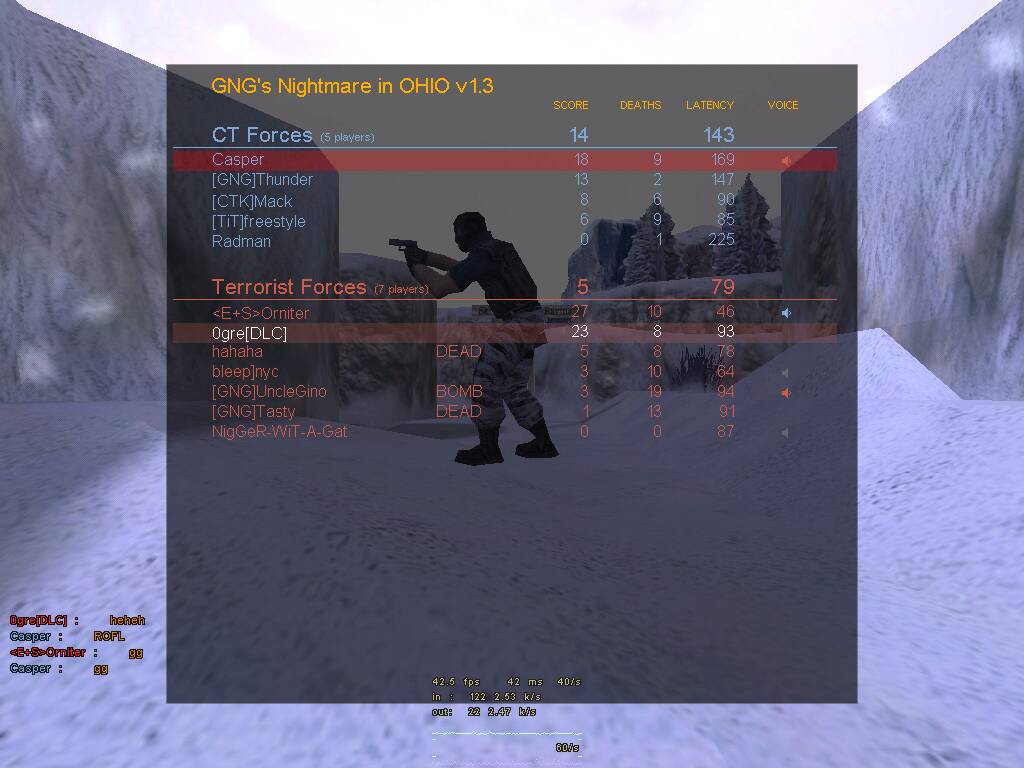 GNG's Nightmare in OHIO v1.3
SCORE DEATHS LATENCY VOICE
CT Forces (5 players) 14 143
Casper 18 9 169
[GNG]Thunder 13 2 147
[CTK]Mack 8 6 90
[TiT]freestyle 6 9 85
Radman 0 1 225
Terrorist Forces (7 players) 5 79
<E+S>Orniter 27 10 46
0gre[DLC] 23 8 93
hahaha DEAD 5 8 78
bleep]nyc 3 10 64
[GNG]UncleGino BOMB 3 19 94
[GNG]Tasty DEAD 1 13 91
NigGeR-WiT-A-Gat 0 0 87
0gre[DLC] : heheh
Casper : ROFL
<E+S>Orniter : gg
Casper : gg
42.5 fps 42 ms 40/s
in : 122 2.53 k/s
out: 22 2.47 k/s
60/s